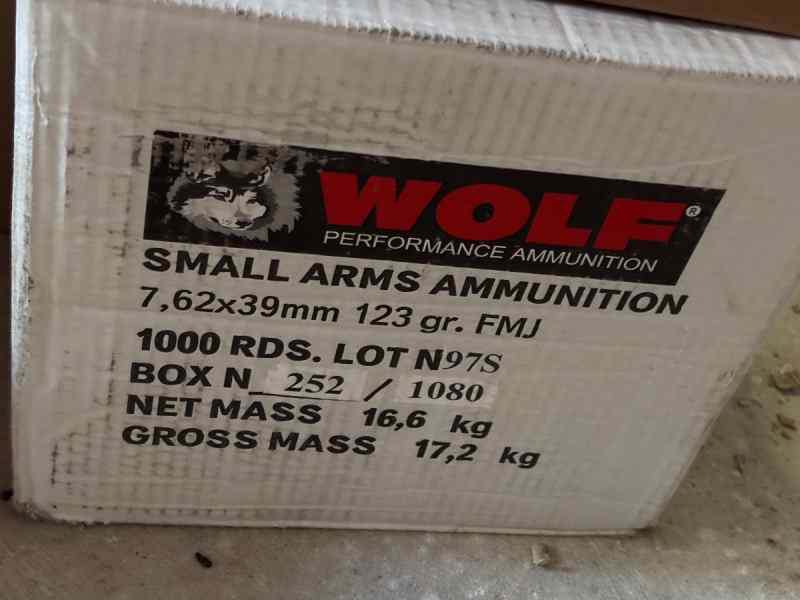 WOLF®
PERFORMANCE AMMUNITION
SMALL ARMS AMMUNITION
7,62x39mm 123 gr. FMJ
1000 RDS. LOT N97S
BOX N 252 / 1080
NET MASS 16,6 kg
GROSS MASS 17,2 kg